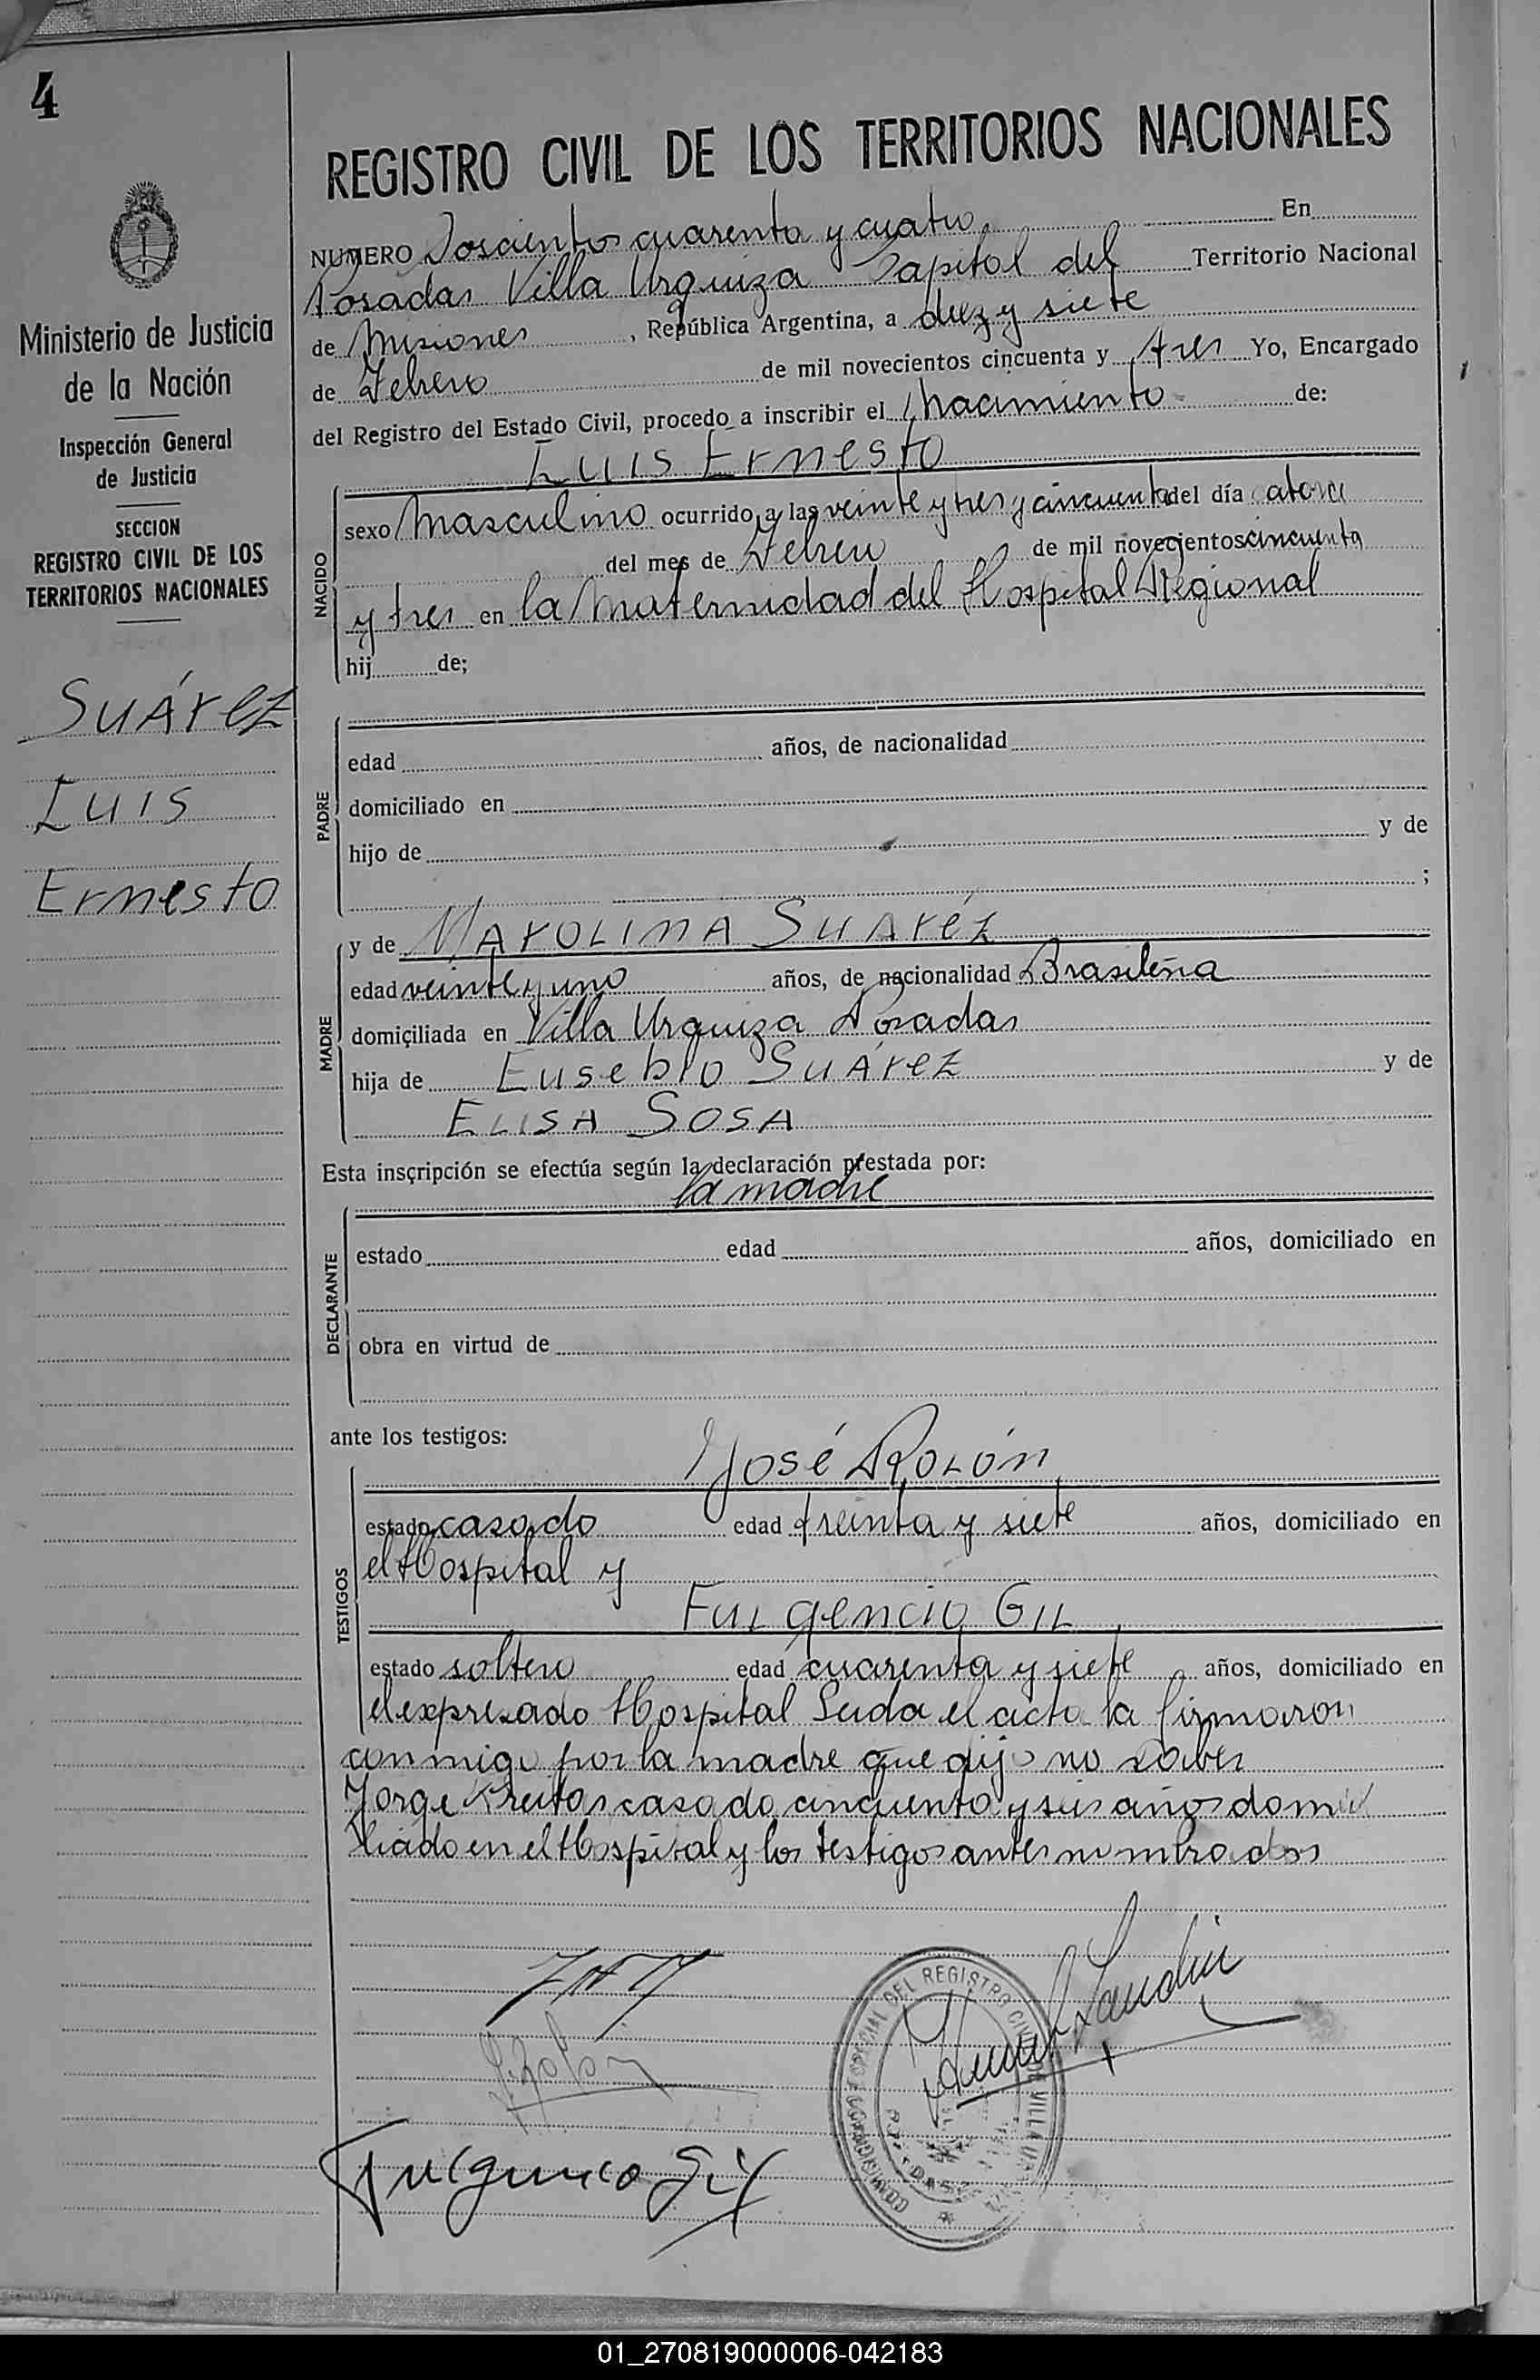 4
Ministerio de Justicia
de la Nación
Inspección General
de Justicia
SECCION
REGISTRO CIVIL DE LOS
TERRITORIOS NACIONALES
Suárez
Luis
Ernesto
REGISTRO CIVIL DE LOS TERRITORIOS NACIONALES
NUMERO Doscientos cuarenta y cuatro En
Posadas Villa Urquiza Capital del Territorio Nacional
de Misiones, República Argentina, a diez y siete
de Febrero de mil novecientos cincuenta y tres Yo, Encargado
del Registro del Estado Civil, procedo a inscribir el nacimiento de:
Luis Ernesto
NACIDO
sexo Masculino ocurrido a las veinte y tres y cincuenta del día catorce
del mes de Febrero de mil novecientos cincuenta
y tres en la Maternidad del Hospital Regional
hij de;
PADRE
edad años, de nacionalidad
domiciliado en
hijo de y de
;
MADRE
y de Suaréz
edad veinte y uno años, de nacionalidad Brasileña
domiciliada en Villa Urquiza Posadas
hija de Eusebio Suárez y de
Elisa Sosa
Esta inscripción se efectúa según la declaración prestada por:
la madre
DECLARANTE
estado edad años, domiciliado en
obra en virtud de
ante los testigos:
José Rolón
TESTIGOS
estado casado edad treinta y siete años, domiciliado en
el Hospital y
Fulgencio Gil
estado soltero edad cuarenta y siete años, domiciliado en
el expresado Hospital Leida el acta la firmaron
conmigo por la madre que dijo no saber
Jorge casado cincuenta y seis años domici
liado en el Hospital y los testigos antes nombrados
J. Rolón
Fulgencio Gil
DEL REGISTRO CIVIL DE VILLA
01_270819000006-042183